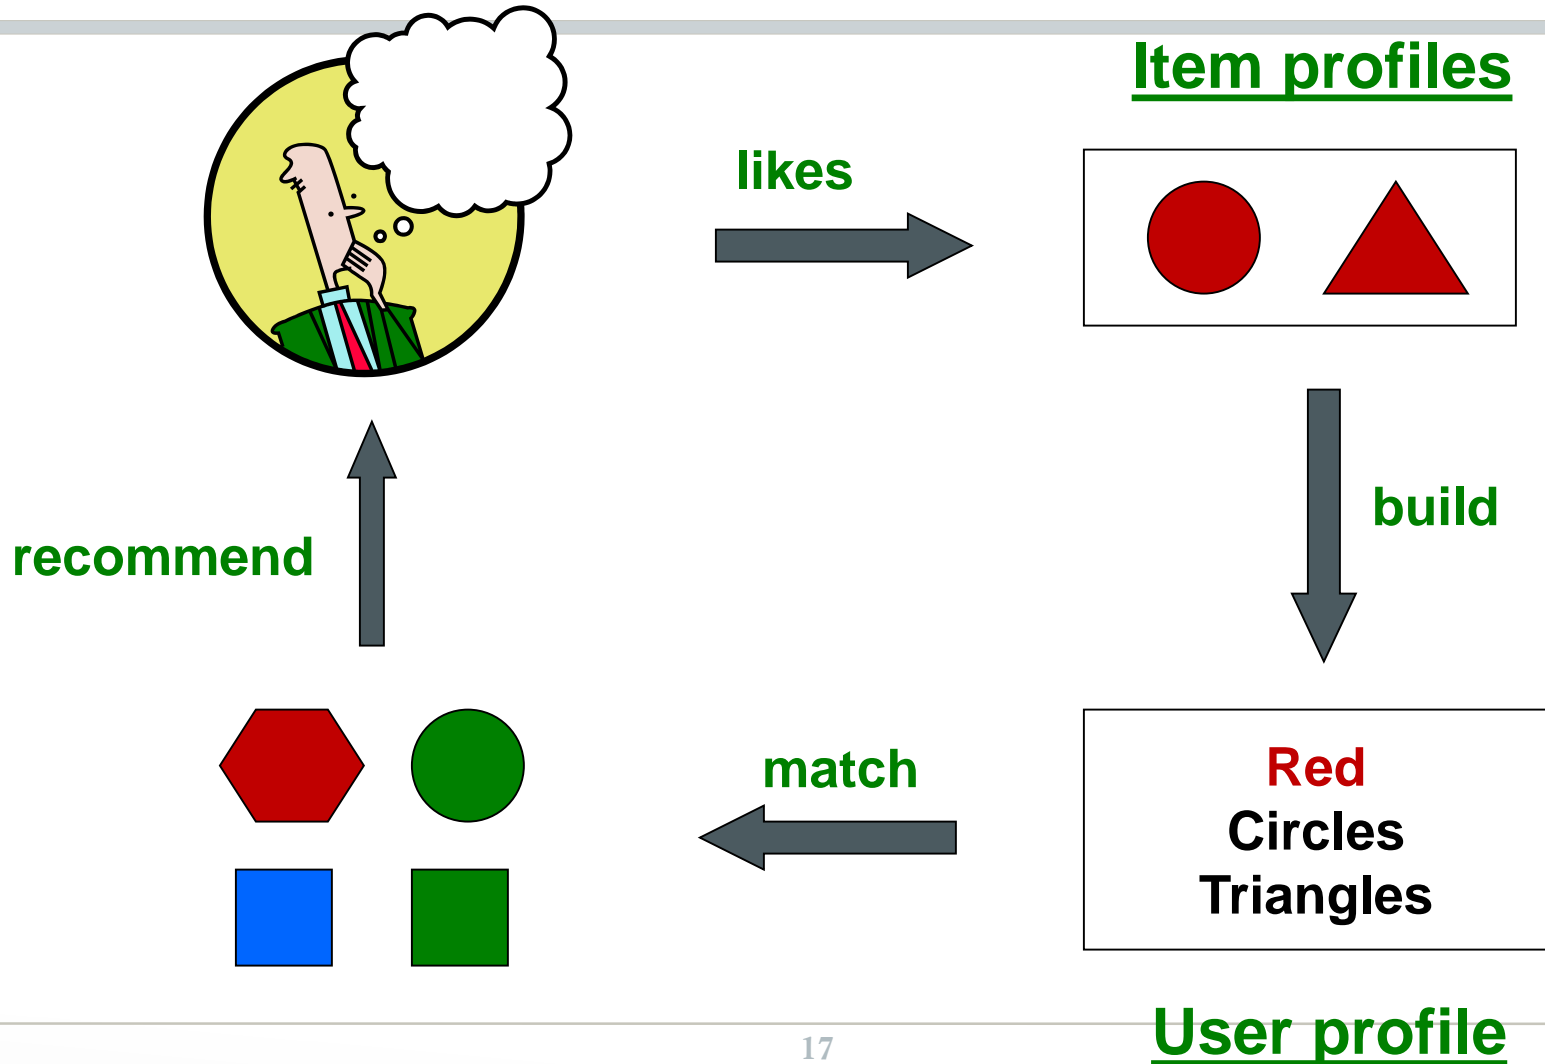 Item profiles
likes
build
recommend
match
Red
Circles
Triangles
User profile
17